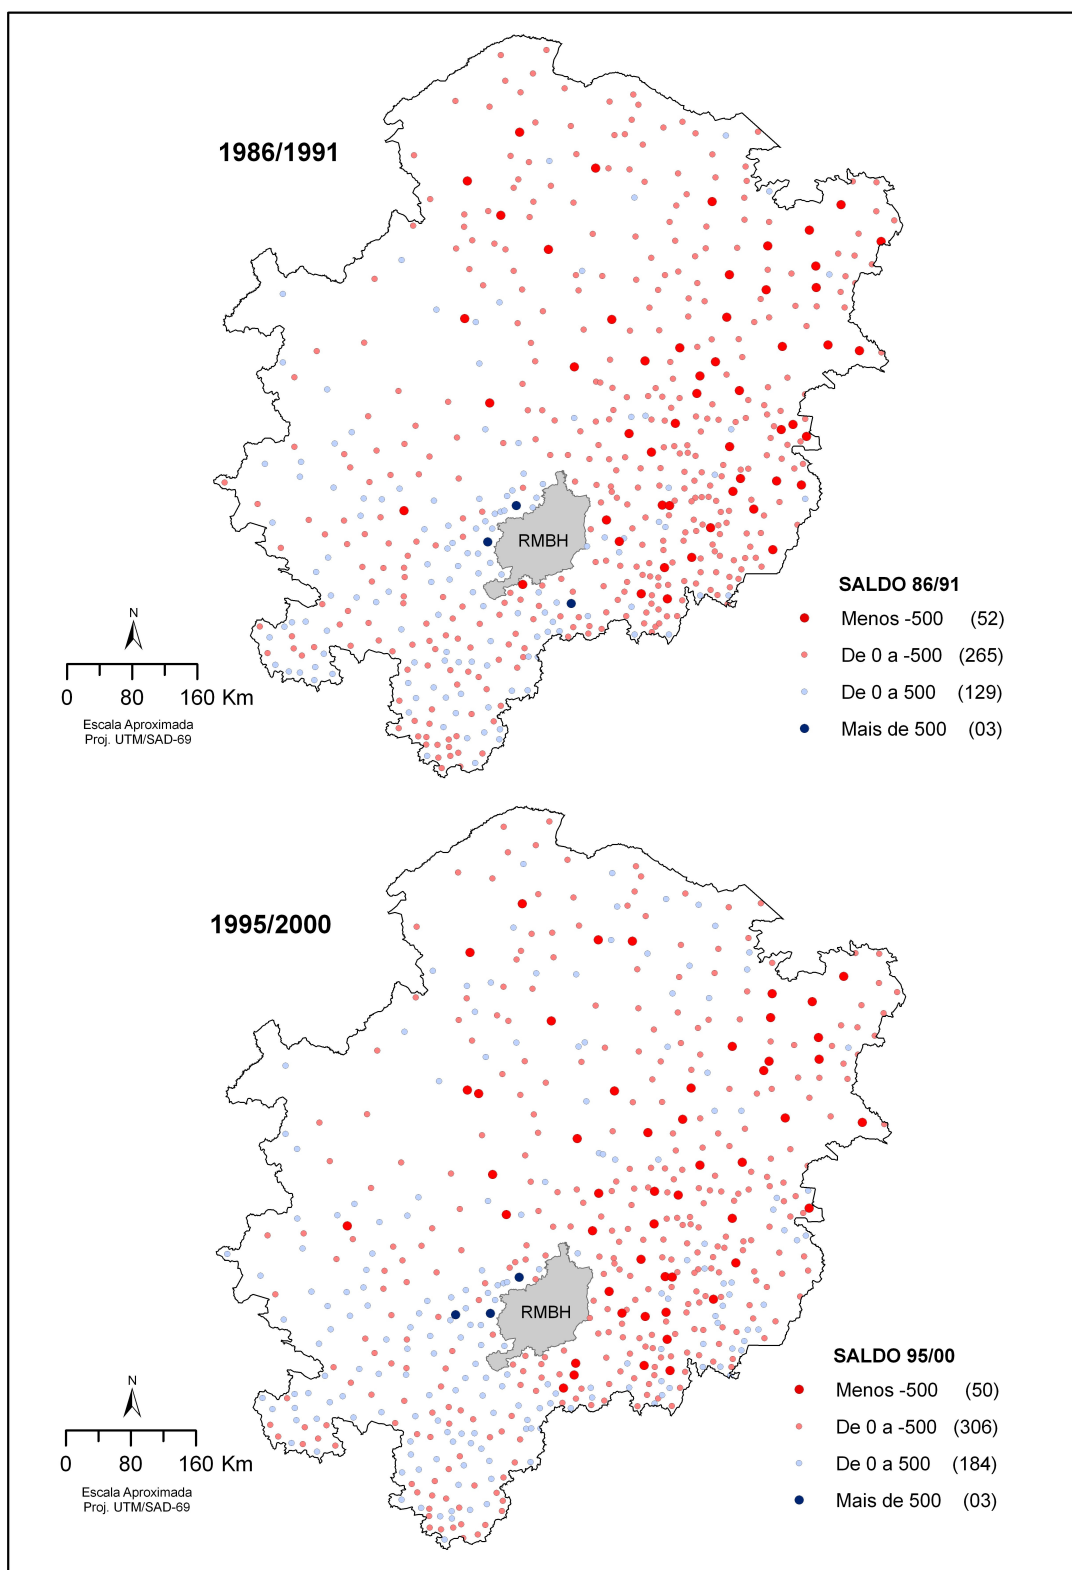 1986/1991
RMBH
N
0 80 160 Km
Escala Aproximada
Proj. UTM/SAD-69
SALDO 86/91
Menos -500 (52)
De 0 a -500 (265)
De 0 a 500 (129)
Mais de 500 (03)
1995/2000
RMBH
N
0 80 160 Km
Escala Aproximada
Proj. UTM/SAD-69
SALDO 95/00
Menos -500 (50)
De 0 a -500 (306)
De 0 a 500 (184)
Mais de 500 (03)